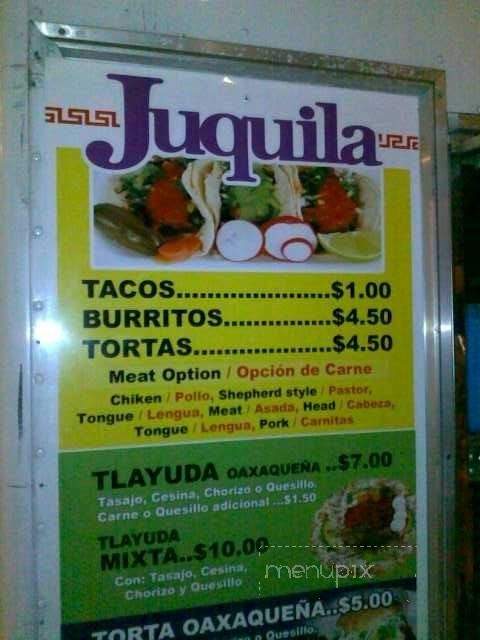 Juquila
TACOS.....................$1.00
BURRITOS..............$4.50
TORTAS..................$4.50
Meat Option / Opción de Carne
Chiken / Pollo, Shepherd style / Pastor,
Tongue / Lengua, Meat / Asada, Head / Cabeza,
Tongue / Lengua, Pork / Carnitas
TLAYUDA OAXAQUEÑA ..$7.00
Tasajo, Cesina, Chorizo o Quesillo.
Carne o Quesillo adicional ...$1.50
TLAYUDA
MIXTA..$10.00
Con: Tasajo, Cesina,
Chorizo y Quesillo
menupix
TORTA OAXAQUEÑA..$5.00
o Quesillo.